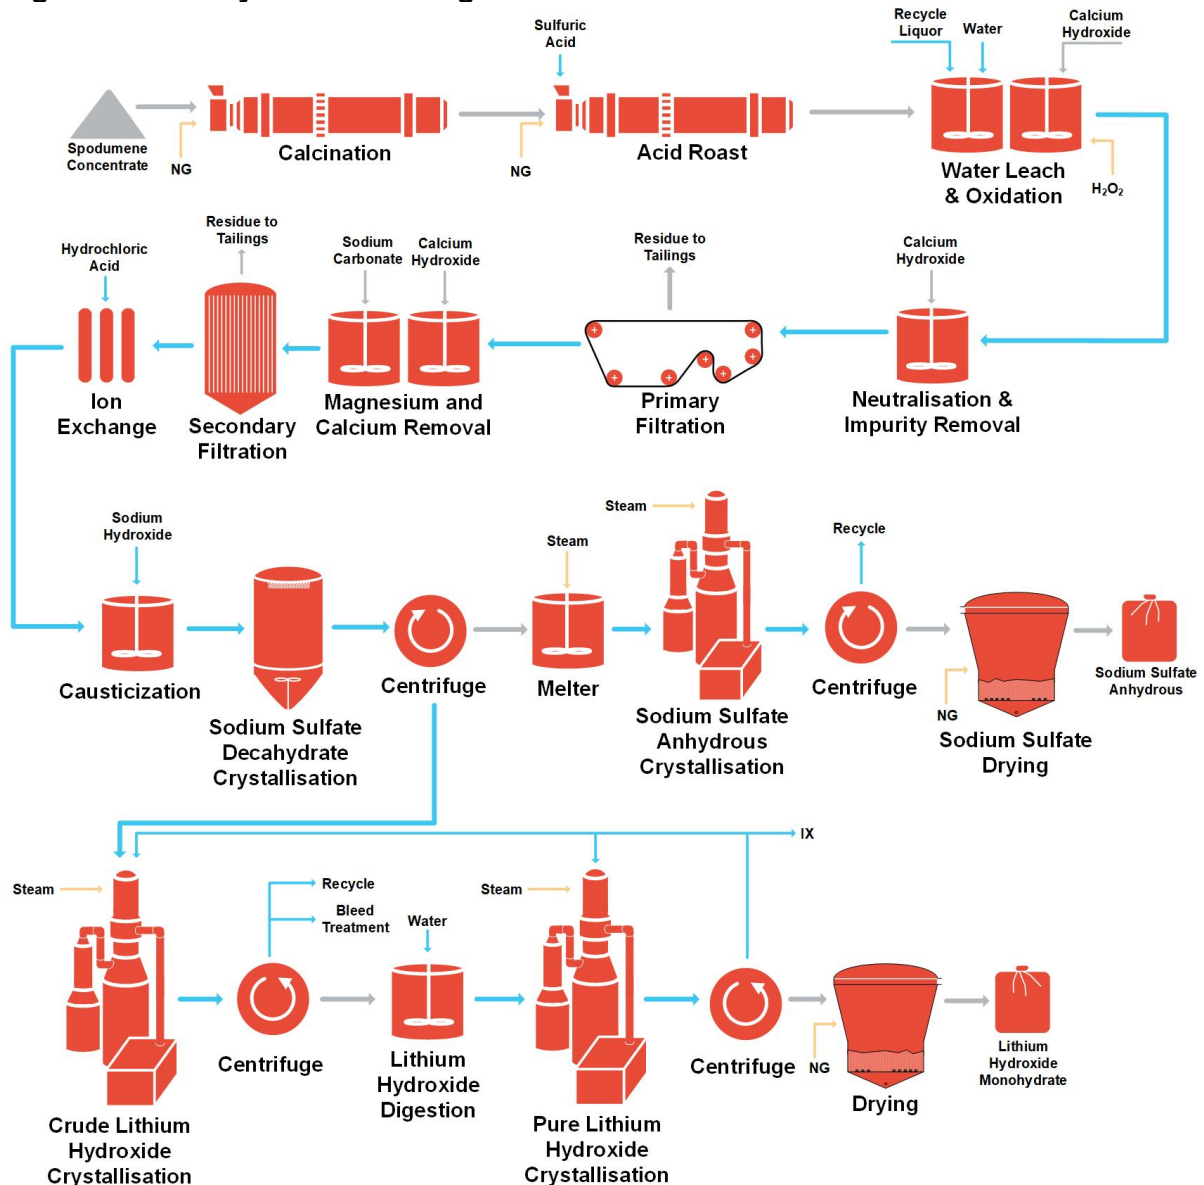 Recycle
Liquor
Water
Calcium
Hydroxide
Sulfuric
Acid
Spodumene
Concentrate
NG
Calcination
NG
Acid Roast
Water Leach
& Oxidation
H₂O₂
Hydrochloric
Acid
Residue to
Tailings
Sodium
Carbonate
Calcium
Hydroxide
Residue to
Tailings
Calcium
Hydroxide
Ion
Exchange
Secondary
Filtration
Magnesium and
Calcium Removal
Primary
Filtration
Neutralisation &
Impurity Removal
Sodium
Hydroxide
Steam
Steam
Recycle
Causticization
Sodium Sulfate
Decahydrate
Crystallisation
Centrifuge
Melter
Sodium Sulfate
Anhydrous
Crystallisation
Centrifuge
NG
Sodium Sulfate
Drying
Sodium Sulfate
Anhydrous
IX
Steam
Recycle
Bleed
Treatment
Water
Steam
Crude Lithium
Hydroxide
Crystallisation
Centrifuge
Lithium
Hydroxide
Digestion
Pure Lithium
Hydroxide
Crystallisation
Centrifuge
NG
Drying
Lithium
Hydroxide
Monohydrate